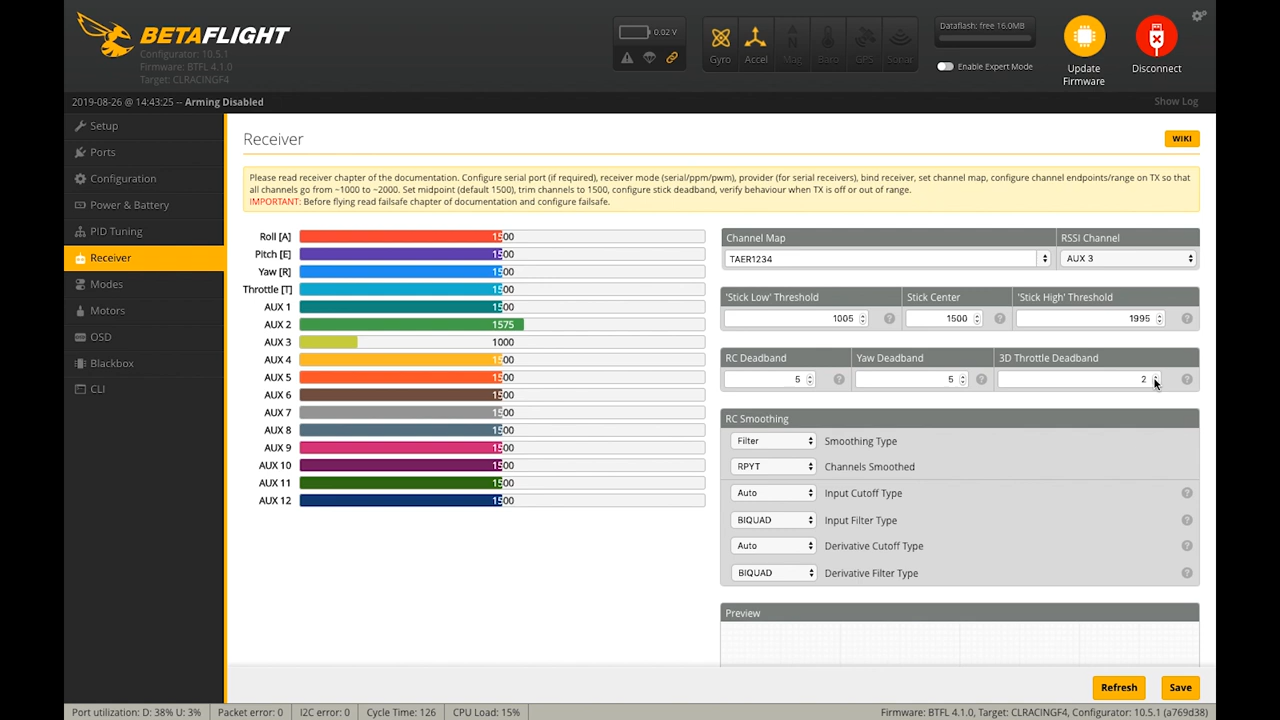 BETAFLIGHT
Configurator: 10.5.1
Firmware: BTFL 4.1.0
Target: CLRACINGF4
0.02 V
Gyro
Accel
Mag
Baro
GPS
Sonar
Dataflash: free 16.0MB
Enable Expert Mode
Update
Firmware
Disconnect
2019-08-26 @ 14:43:25 -- Arming Disabled
Show Log
Setup
Ports
Configuration
Power & Battery
PID Tuning
Receiver
Modes
Motors
OSD
Blackbox
CLI
Receiver
WIKI
Please read receiver chapter of the documentation. Configure serial port (if required), receiver mode (serial/ppm/pwm), provider (for serial receivers), bind receiver, set channel map, configure channel endpoints/range on TX so that
all channels go from ~1000 to ~2000. Set midpoint (default 1500), trim channels to 1500, configure stick deadband, verify behaviour when TX is off or out of range.
IMPORTANT: Before flying read failsafe chapter of documentation and configure failsafe.
Roll [A] 1500
Pitch [E] 1500
Yaw [R] 1500
Throttle [T] 1500
AUX 1 1500
AUX 2 1575
AUX 3 1000
AUX 4 1500
AUX 5 1500
AUX 6 1500
AUX 7 1500
AUX 8 1500
AUX 9 1500
AUX 10 1500
AUX 11 1500
AUX 12 1500
Channel Map RSSI Channel
TAER1234 AUX 3
'Stick Low' Threshold Stick Center 'Stick High' Threshold
1005 ? 1500 ? 1995 ?
RC Deadband Yaw Deadband 3D Throttle Deadband
5 ? 5 ? 2 ?
RC Smoothing
Filter Smoothing Type
RPYT Channels Smoothed
Auto Input Cutoff Type ?
BIQUAD Input Filter Type ?
Auto Derivative Cutoff Type ?
BIQUAD Derivative Filter Type ?
Preview
Refresh Save
Port utilization: D: 38% U: 3% Packet error: 0 I2C error: 0 Cycle Time: 126 CPU Load: 15% Firmware: BTFL 4.1.0, Target: CLRACINGF4, Configurator: 10.5.1 (a769d38)